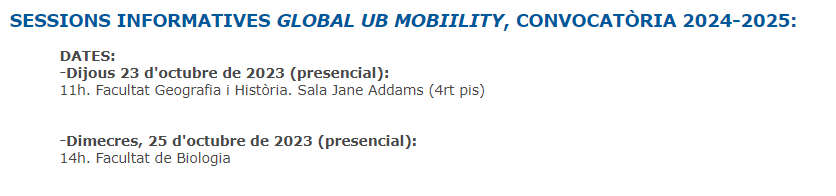 SESSIONS INFORMATIVES GLOBAL UB MOBIILITY, CONVOCATÒRIA 2024-2025:
DATES:
-Dijous 23 d'octubre de 2023 (presencial):
11h. Facultat Geografia i Història. Sala Jane Addams (4rt pis)
-Dimecres, 25 d'octubre de 2023 (presencial):
14h. Facultat de Biologia